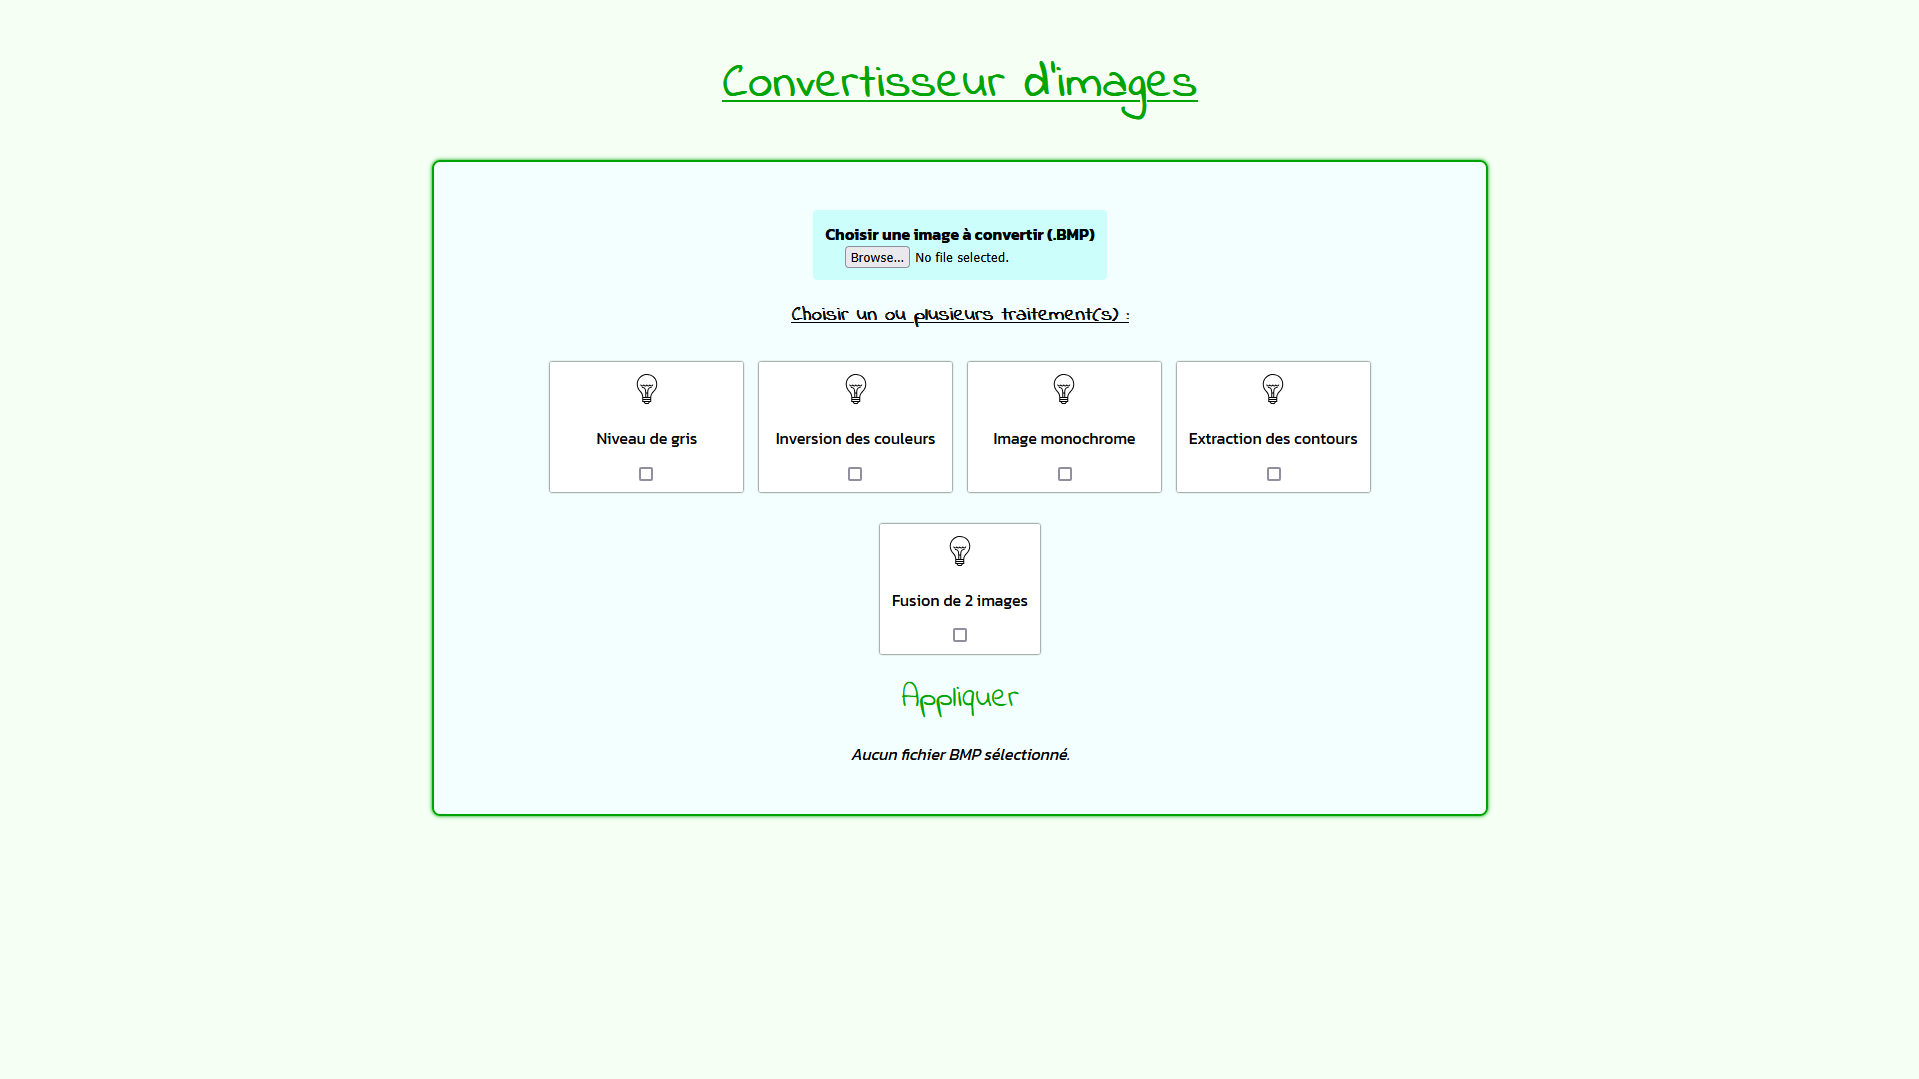 Convertisseur d'images
Choisir une image à convertir (.BMP)
Browse... No file selected.
Choisir un ou plusieurs traitement(s) :
Niveau de gris
Inversion des couleurs
Image monochrome
Extraction des contours
Fusion de 2 images
Appliquer
Aucun fichier BMP sélectionné.